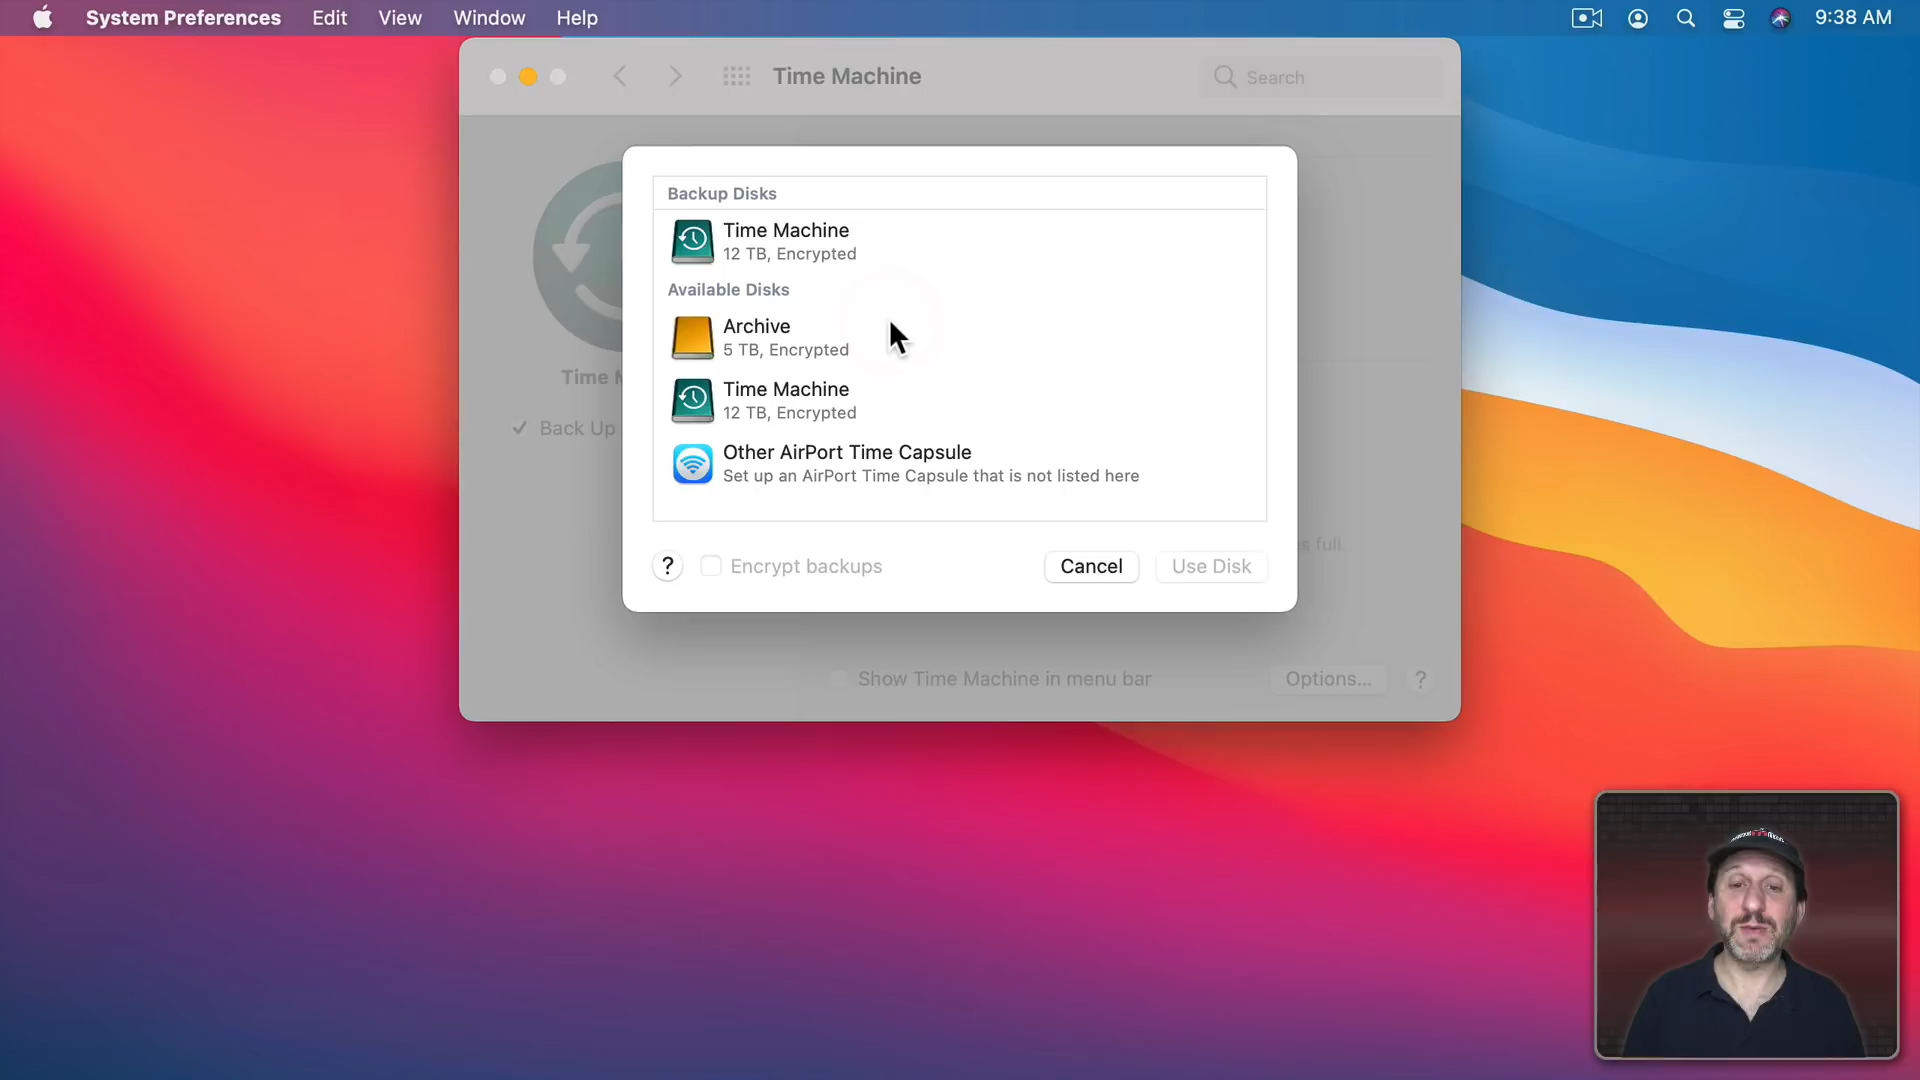 System Preferences Edit View Window Help 9:38 AM
Time Machine
Search
Backup Disks
Time Machine
12 TB, Encrypted
Available Disks
Archive
5 TB, Encrypted
Time Machine
12 TB, Encrypted
Other AirPort Time Capsule
Set up an AirPort Time Capsule that is not listed here
Time
Back Up
s full
? Encrypt backups Cancel Use Disk
Show Time Machine in menu bar Options... ?